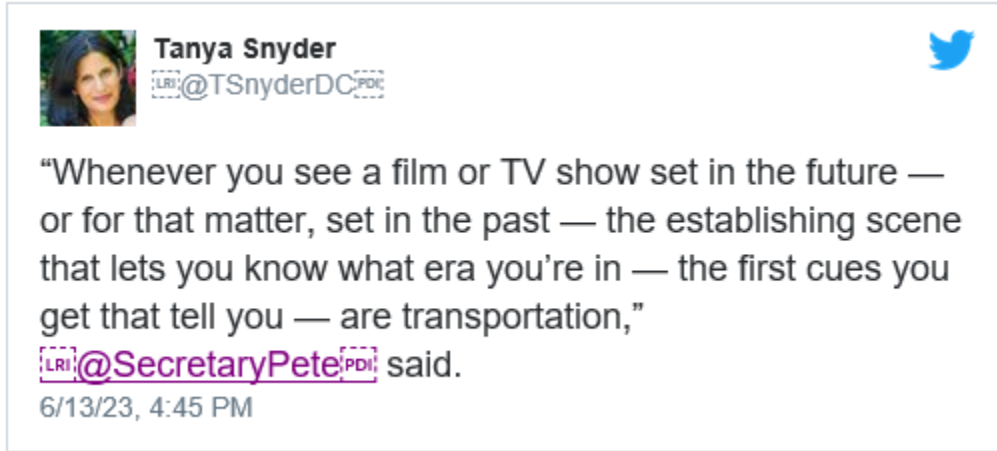 Tanya Snyder
@TSnyderDC
“Whenever you see a film or TV show set in the future —
or for that matter, set in the past — the establishing scene
that lets you know what era you’re in — the first cues you
get that tell you — are transportation,”
@SecretaryPete said.
6/13/23, 4:45 PM